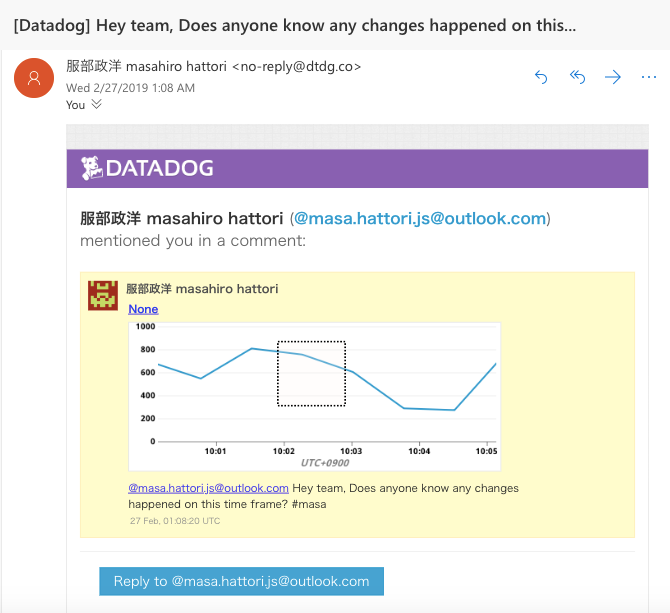 [Datadog] Hey team, Does anyone know any changes happened on this...
服部政洋 masahiro hattori <no-reply@dtdg.co>
Wed 2/27/2019 1:08 AM
You
DATADOG
服部政洋 masahiro hattori (@masa.hattori.js@outlook.com)
mentioned you in a comment:
服部政洋 masahiro hattori
None
1000
800
600
400
200
0
10:01 10:02 10:03 10:04 10:05
UTC+0900
@masa.hattori.js@outlook.com Hey team, Does anyone know any changes
happened on this time frame? #masa
27 Feb, 01:08:20 UTC
Reply to @masa.hattori.js@outlook.com